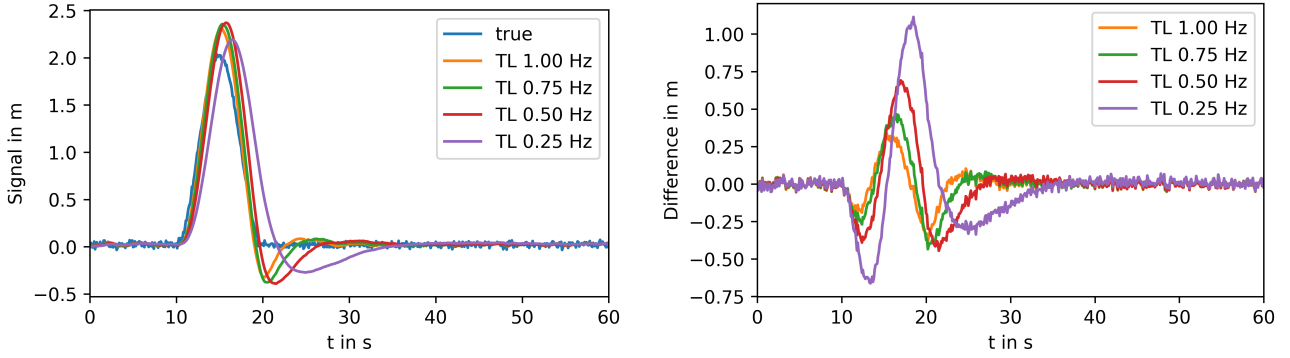 2.5
2.0
1.5
1.0
0.5
0.0
−0.5
Signal in m
0 10 20 30 40 50 60
t in s
true
TL 1.00 Hz
TL 0.75 Hz
TL 0.50 Hz
TL 0.25 Hz
1.00
0.75
0.50
0.25
0.00
−0.25
−0.50
−0.75
Difference in m
0 10 20 30 40 50 60
t in s
TL 1.00 Hz
TL 0.75 Hz
TL 0.50 Hz
TL 0.25 Hz